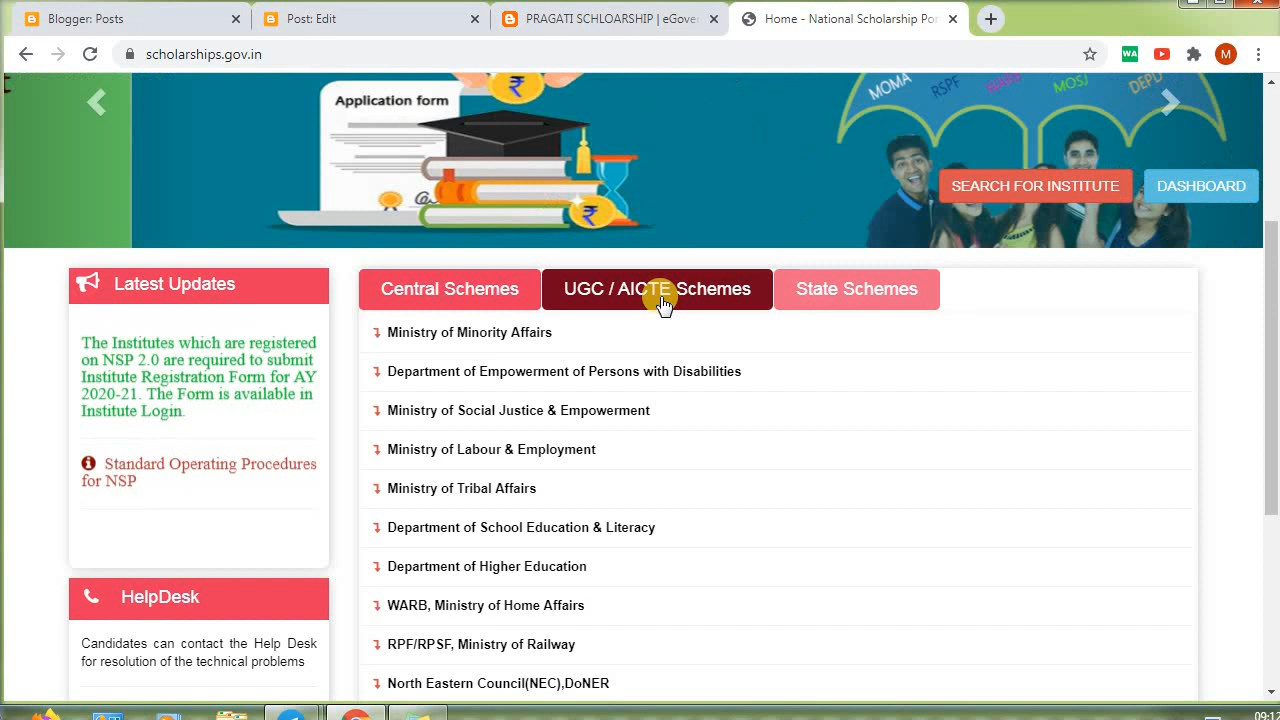 Blogger: Posts
Post: Edit
PRAGATI SCHLOARSHIP | eGove
Home - National Scholarship Po
scholarships.gov.in
WA
M
Application form
MOMA
RSPF
WARB
MOSJ
DEPD
SEARCH FOR INSTITUTE
DASHBOARD
Latest Updates
The Institutes which are registered
on NSP 2.0 are required to submit
Institute Registration Form for AY
2020-21. The Form is available in
Institute Login.
Standard Operating Procedures
for NSP
HelpDesk
Candidates can contact the Help Desk
for resolution of the technical problems
Central Schemes
UGC / AICTE Schemes
State Schemes
Ministry of Minority Affairs
Department of Empowerment of Persons with Disabilities
Ministry of Social Justice & Empowerment
Ministry of Labour & Employment
Ministry of Tribal Affairs
Department of School Education & Literacy
Department of Higher Education
WARB, Ministry of Home Affairs
RPF/RPSF, Ministry of Railway
North Eastern Council(NEC),DoNER